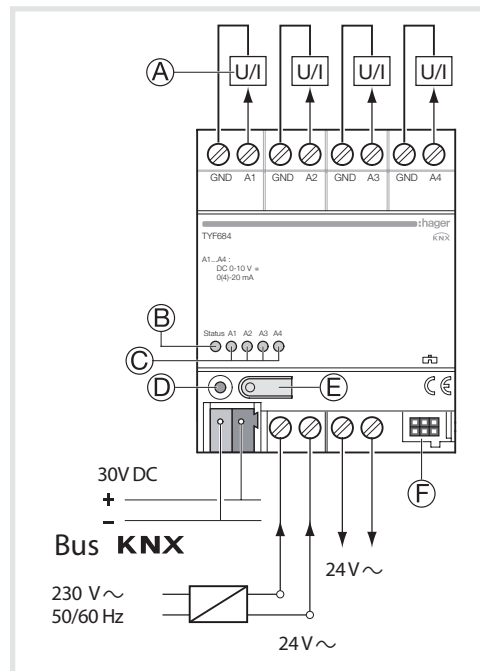 A U/I U/I U/I U/I
GND A1 GND A2 GND A3 GND A4
:hager
TYF684
KNX
A1...A4 :
DC 0-10 V =
0(4)-20 mA
B
Status A1 A2 A3 A4
C
D
E
CE
F
30V DC
+
−
Bus KNX
24V~
230 V~
50/60 Hz
24V~